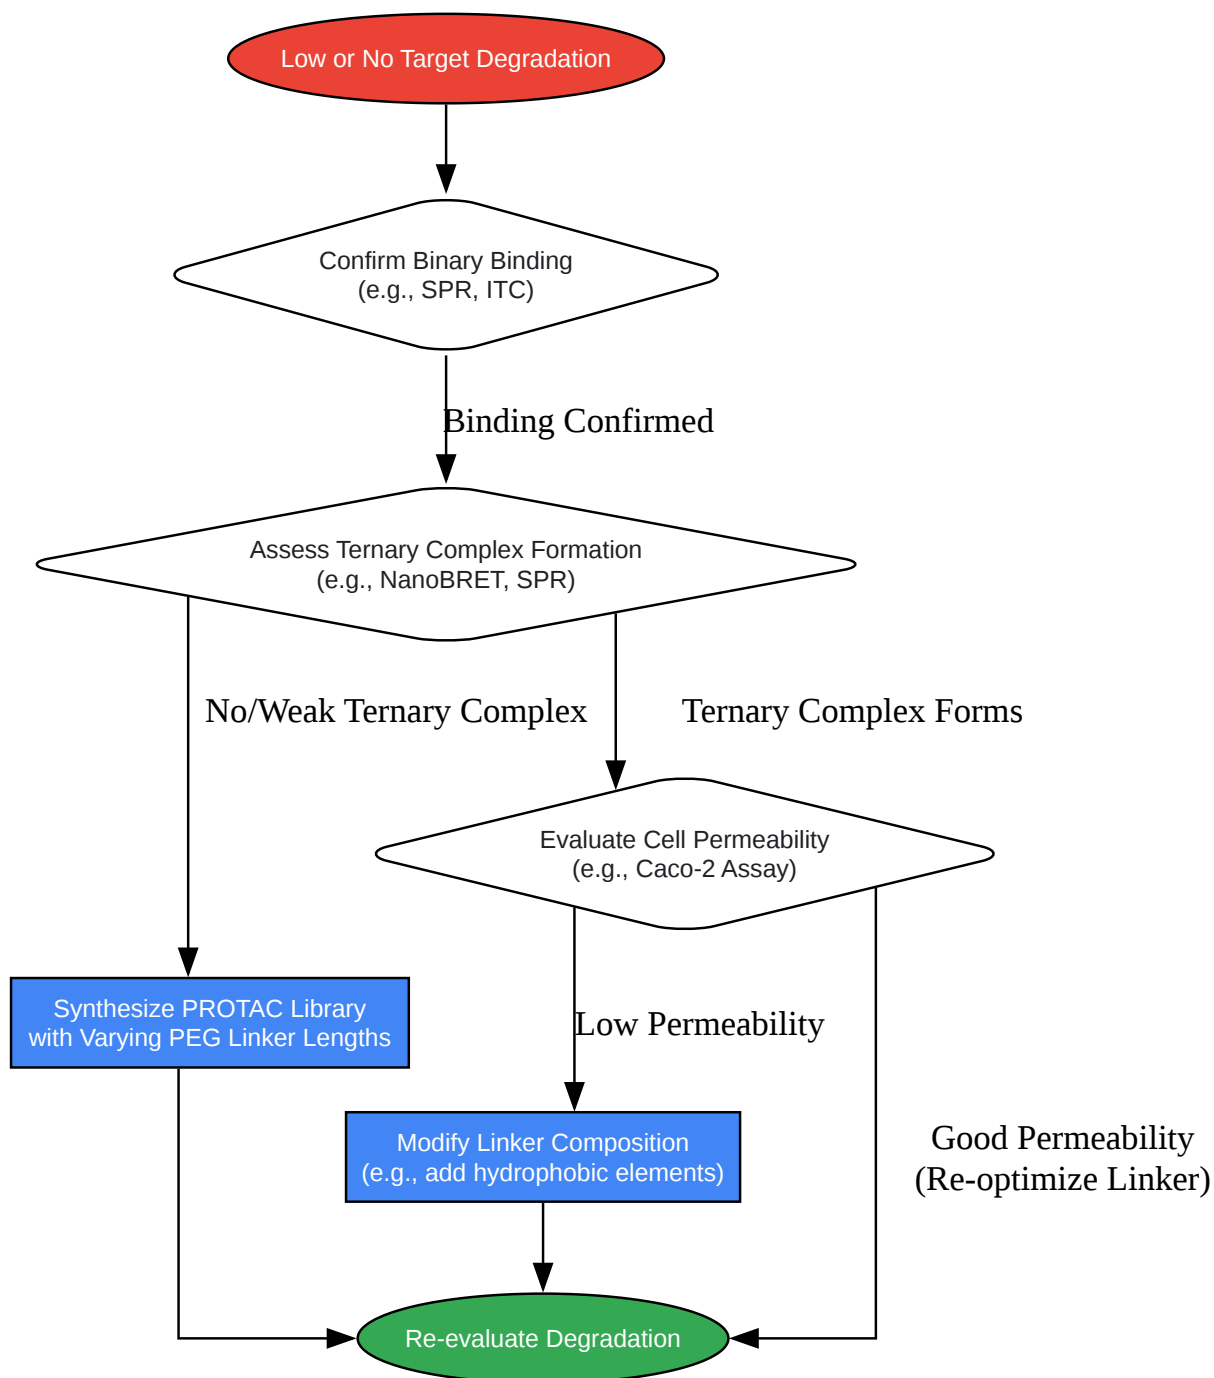 Low or No Target Degradation
Confirm Binary Binding
(e.g., SPR, ITC)
Binding Confirmed
Assess Ternary Complex Formation
(e.g., NanoBRET, SPR)
No/Weak Ternary Complex
Ternary Complex Forms
Evaluate Cell Permeability
(e.g., Caco-2 Assay)
Synthesize PROTAC Library
with Varying PEG Linker Lengths
Low Permeability
Modify Linker Composition
(e.g., add hydrophobic elements)
Good Permeability
(Re-optimize Linker)
Re-evaluate Degradation